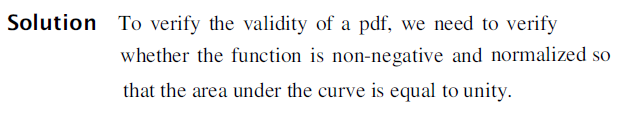 Solution To verify the validity of a pdf, we need to verify
whether the function is non-negative and normalized so
that the area under the curve is equal to unity.